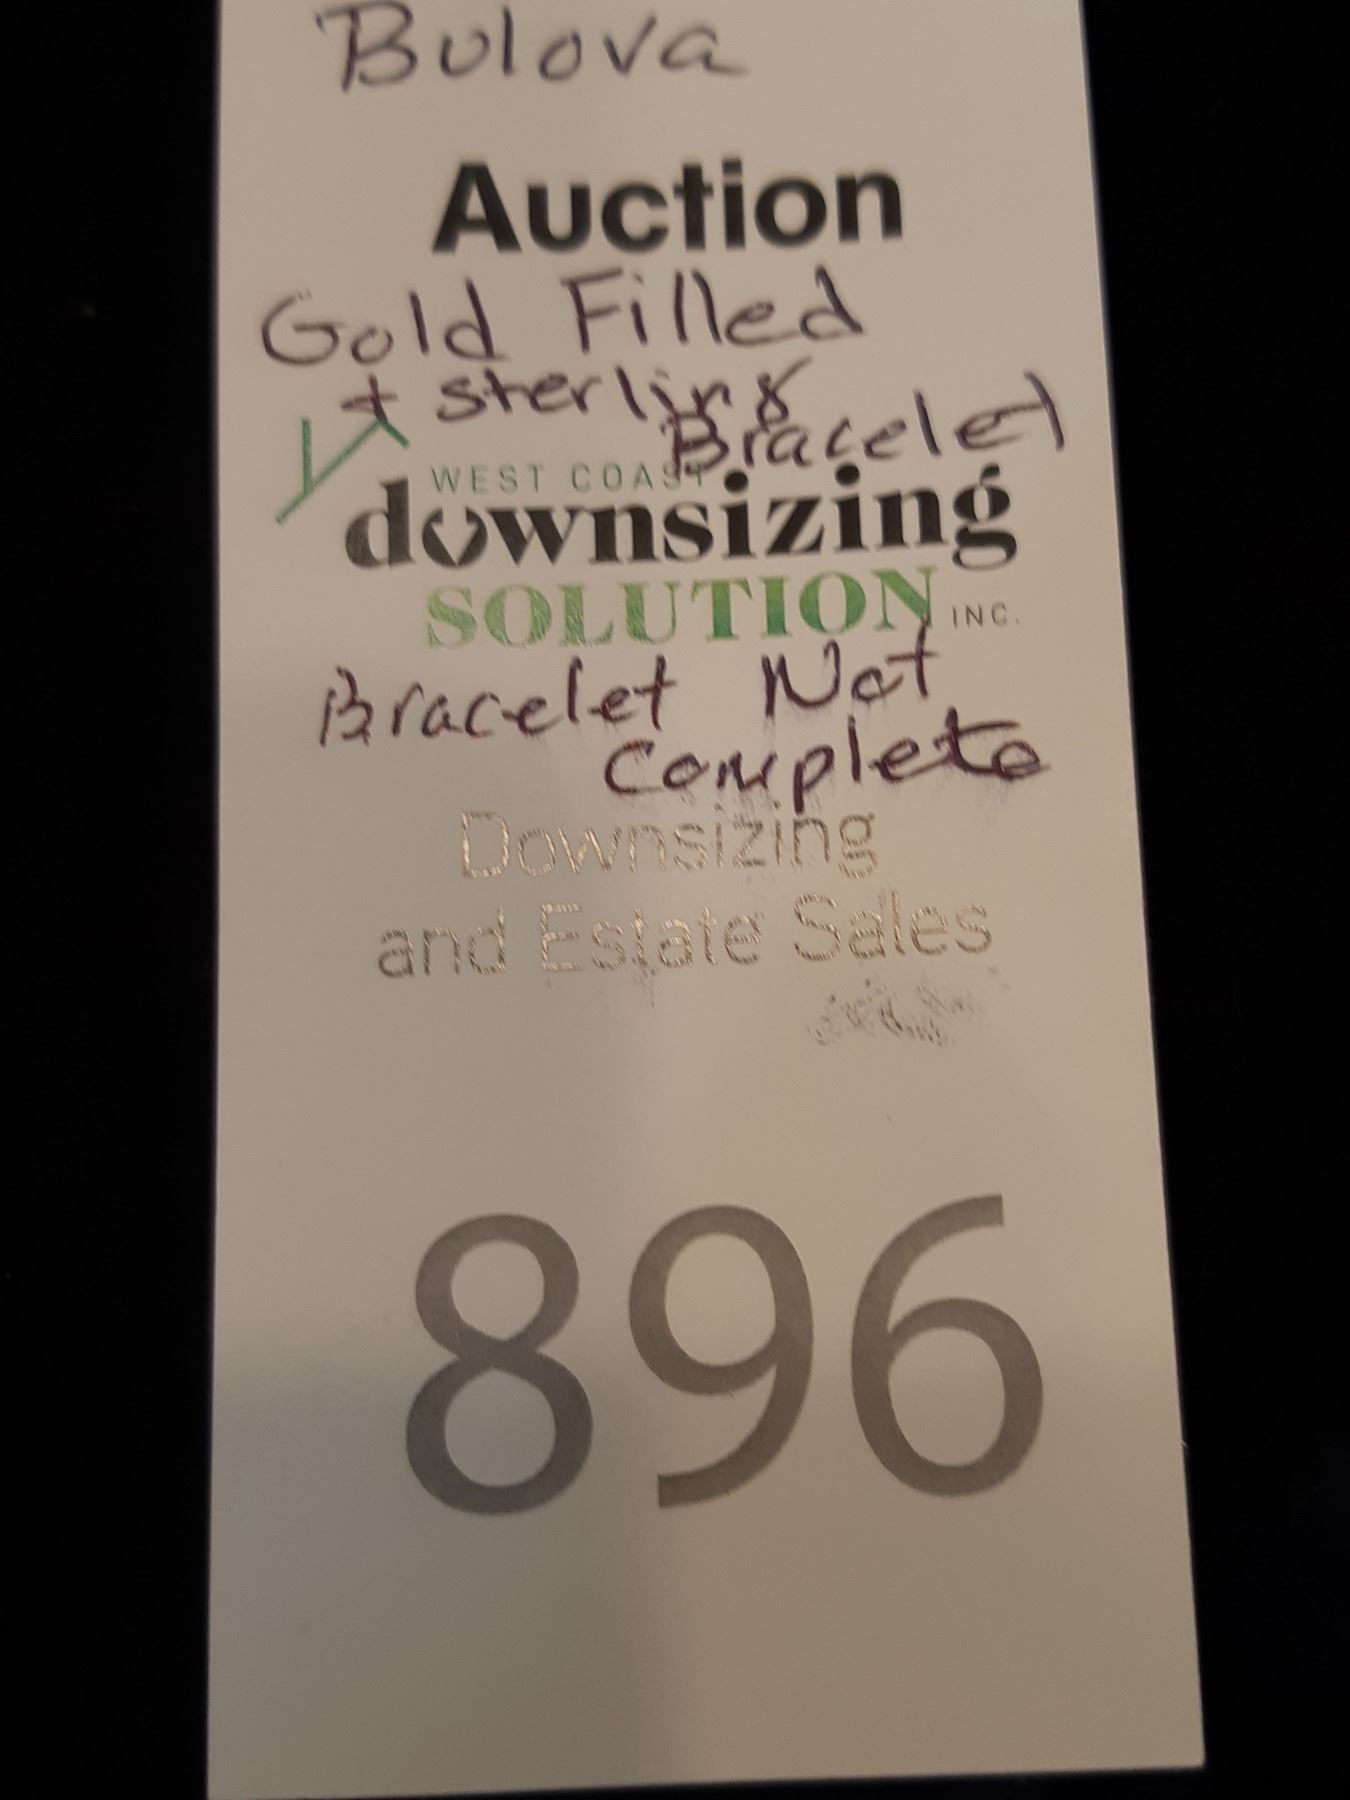 Bulova
Auction
Gold Filled
+ sterling
Bracelet
WEST COAST
downsizing
SOLUTION INC.
Bracelet Not
Complete
Downsizing
and Estate Sales
896